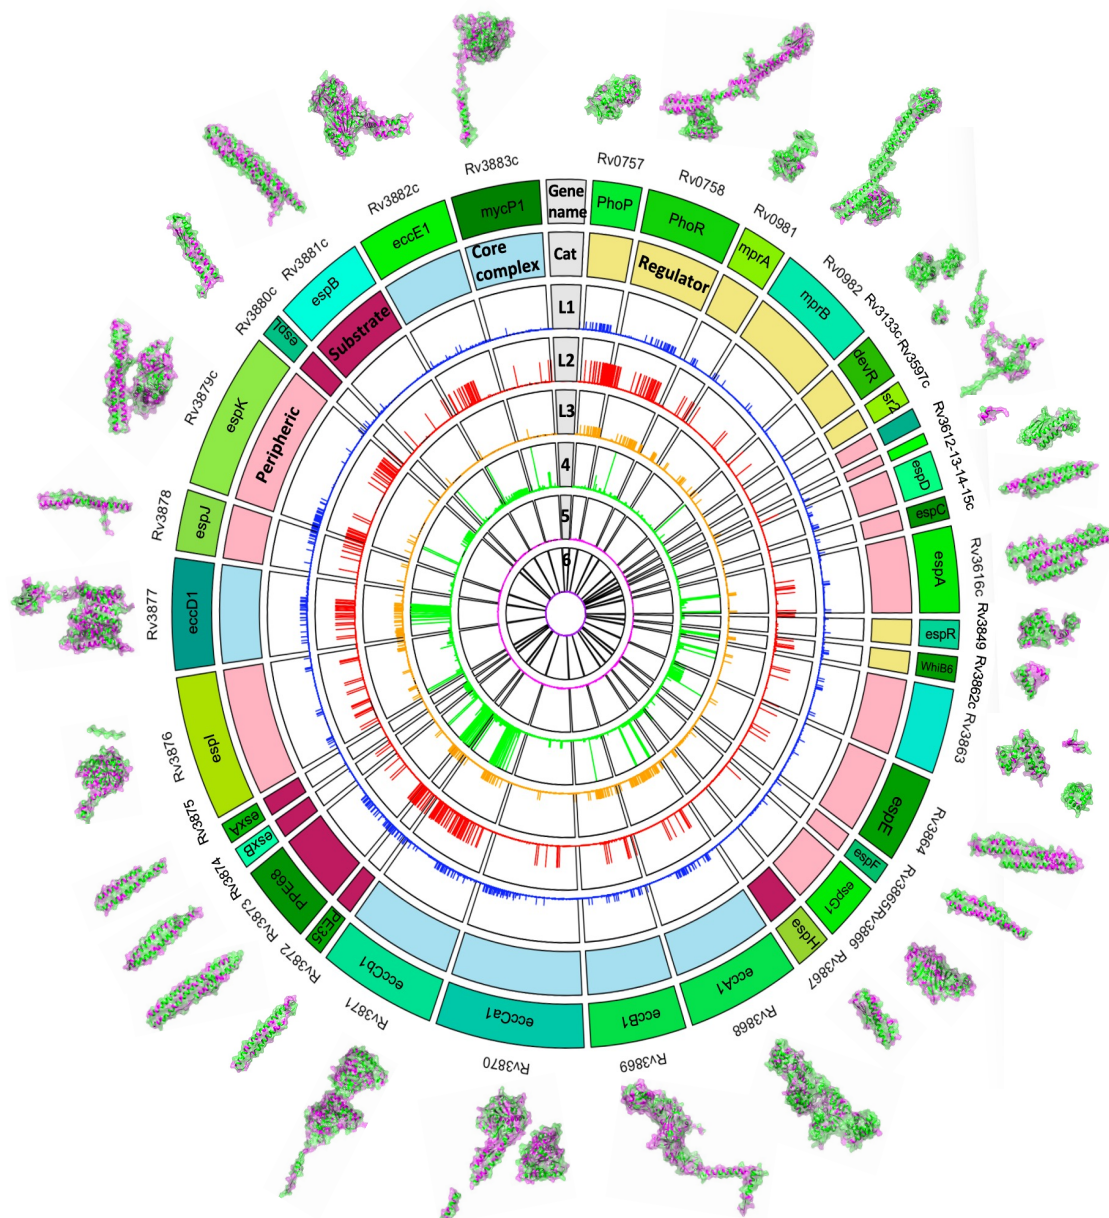 Gene
name
Cat
L1
L2
L3
4
5
6
Rv0757
PhoP
Rv0758
PhoR
Regulator
Rv0981
mprA
Rv0982
mprB
Rv3133c
devR
Rv3597c
lsr2
Rv3612-13-14-15c
espD
espC
Rv3616c
espA
Rv3849
espR
Rv3862c
WhiB6
Rv3863
Rv3864
espE
Rv3865
espF
Rv3866
espG1
Rv3867
espH
Rv3868
eccA1
Rv3869
eccB1
Rv3870
eccCa1
Rv3871
eccCb1
Rv3872
PE35
Rv3873
PPE68
Rv3874
esxB
Rv3875
esxA
Rv3876
espI
Rv3877
eccD1
Rv3878
espJ
Rv3879c
espK
Peripheric
Rv3880c
espL
Rv3881c
espB
Substrate
Rv3882c
eccE1
Rv3883c
mycP1
Core
complex